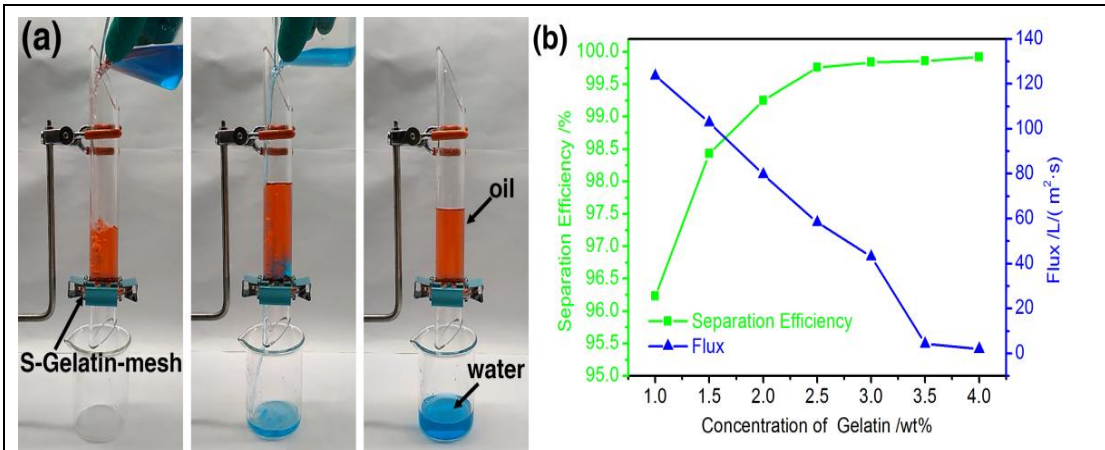 (a)
oil
S-Gelatin-mesh
water
(b)
Separation Efficiency /%
100.0
99.5
99.0
98.5
98.0
97.5
97.0
96.5
96.0
95.5
95.0
Separation Efficiency
Flux
1.0 1.5 2.0 2.5 3.0 3.5 4.0
Concentration of Gelatin /wt%
140
120
100
80
60
40
20
0
Flux /L/( m²·s)